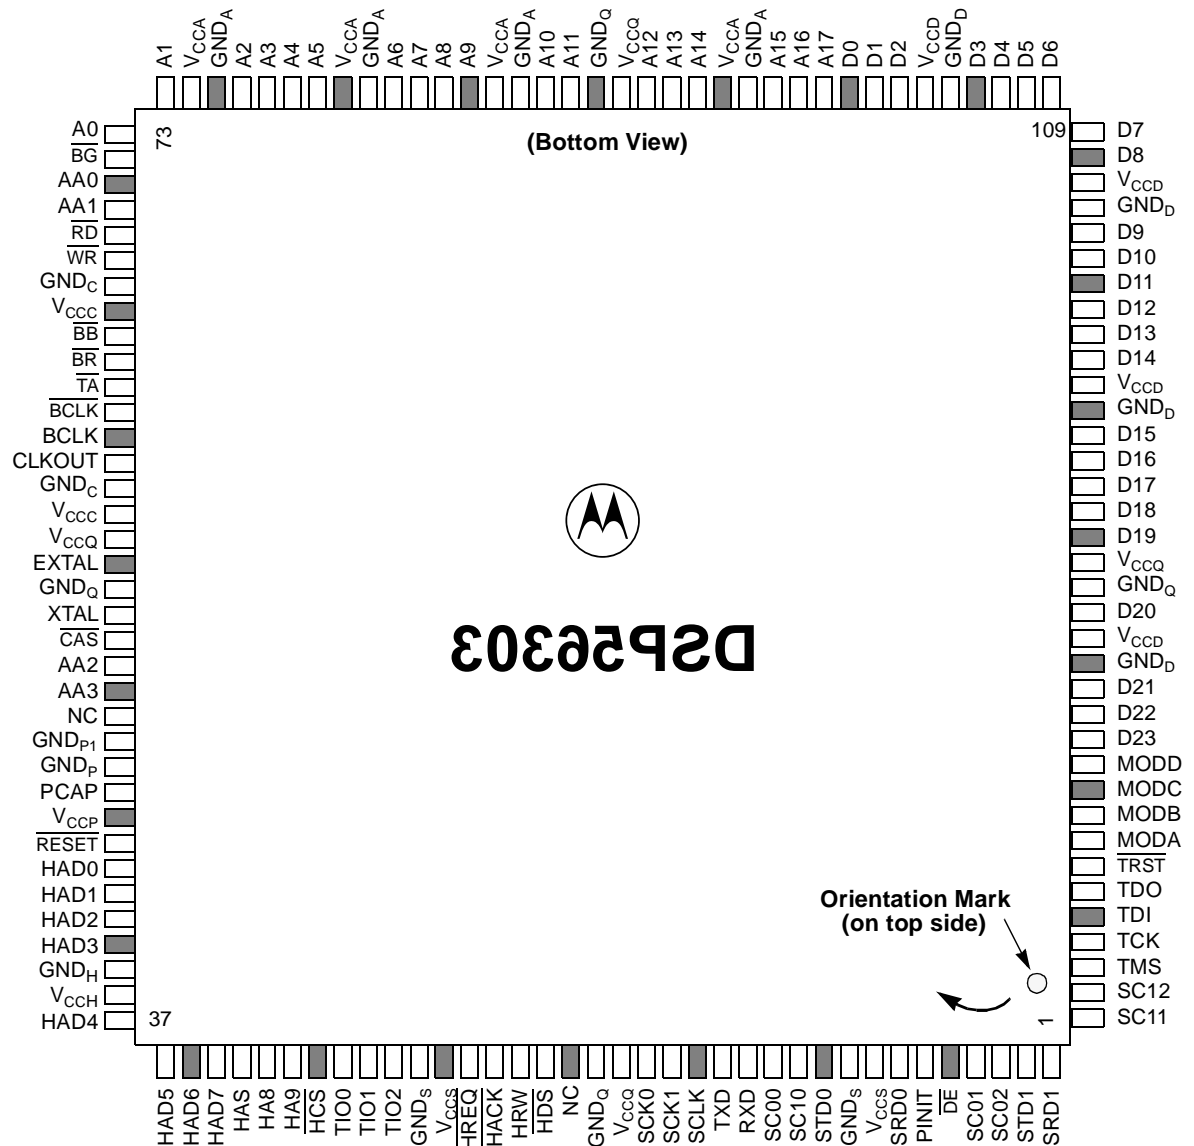 A1
VCCA
GNDA
A2
A3
A4
A5
VCCA
GNDA
A6
A7
A8
A9
VCCA
GNDA
A10
A11
GNDQ
VCCQ
A12
A13
A14
VCCA
GNDA
A15
A16
A17
D0
D1
D2
VCCD
GNDD
D3
D4
D5
D6
A0
BG
AA0
AA1
RD
WR
GNDC
VCCC
BB
BR
TA
BCLK
BCLK
CLKOUT
GNDC
VCCC
VCCQ
EXTAL
GNDQ
XTAL
CAS
AA2
AA3
NC
GNDP1
GNDP
PCAP
VCCP
RESET
HAD0
HAD1
HAD2
HAD3
GNDH
VCCH
HAD4
73
(Bottom View)
109
DSP56303
Orientation Mark
(on top side)
37
1
D7
D8
VCCD
GNDD
D9
D10
D11
D12
D13
D14
VCCD
GNDD
D15
D16
D17
D18
D19
VCCQ
GNDQ
D20
VCCD
GNDD
D21
D22
D23
MODD
MODC
MODB
MODA
TRST
TDO
TDI
TCK
TMS
SC12
SC11
HAD5
HAD6
HAD7
HAS
HA8
HA9
HCS
TIO0
TIO1
TIO2
GNDS
VCCS
HREQ
HACK
HRW
HDS
NC
GNDQ
VCCQ
SCK0
SCK1
SCLK
TXD
RXD
SC00
SC10
STD0
GNDS
VCCS
SRD0
PINIT
DE
SC01
SC02
STD1
SRD1